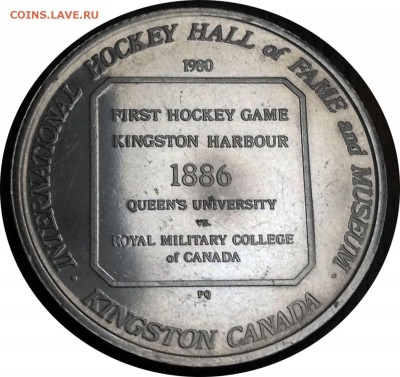 COINS.LAVE.RU
· INTERNATIONAL HOCKEY HALL of FAME and MUSEUM ·
1980
FIRST HOCKEY GAME
KINGSTON HARBOUR
1886
QUEEN'S UNIVERSITY
vs.
ROYAL MILITARY COLLEGE
of CANADA
PQ
KINGSTON CANADA